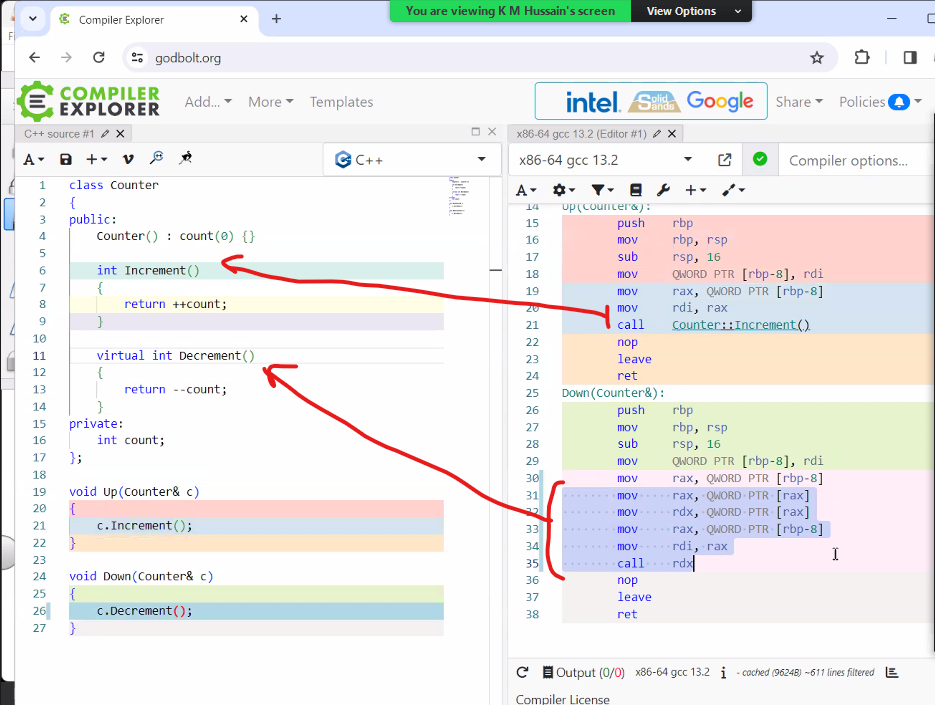 You are viewing K M Hussain's screen
View Options
Compiler Explorer
godbolt.org
COMPILER
EXPLORER
Add...
More
Templates
intel
Solid Sands
Google
Share
Policies
C++ source #1
x86-64 gcc 13.2 (Editor #1)
A
C++
x86-64 gcc 13.2
Compiler options...
A
1 class Counter
2 {
3 public:
4 Counter() : count(0) {}
5
6 int Increment()
7 {
8 return ++count;
9 }
10
11 virtual int Decrement()
12 {
13 return --count;
14 }
15 private:
16 int count;
17 };
18
19 void Up(Counter& c)
20 {
21 c.Increment();
22 }
23
24 void Down(Counter& c)
25 {
26 c.Decrement();
27 }
14 Up(Counter&):
15 push rbp
16 mov rbp, rsp
17 sub rsp, 16
18 mov QWORD PTR [rbp-8], rdi
19 mov rax, QWORD PTR [rbp-8]
20 mov rdi, rax
21 call Counter::Increment()
22 nop
23 leave
24 ret
25 Down(Counter&):
26 push rbp
27 mov rbp, rsp
28 sub rsp, 16
29 mov QWORD PTR [rbp-8], rdi
30 mov rax, QWORD PTR [rbp-8]
31 mov rax, QWORD PTR [rax]
32 mov rdx, QWORD PTR [rax]
33 mov rax, QWORD PTR [rbp-8]
34 mov rdi, rax
35 call rdx
36 nop
37 leave
38 ret
Output (0/0) x86-64 gcc 13.2 i - cached (9624B) ~611 lines filtered
Compiler License